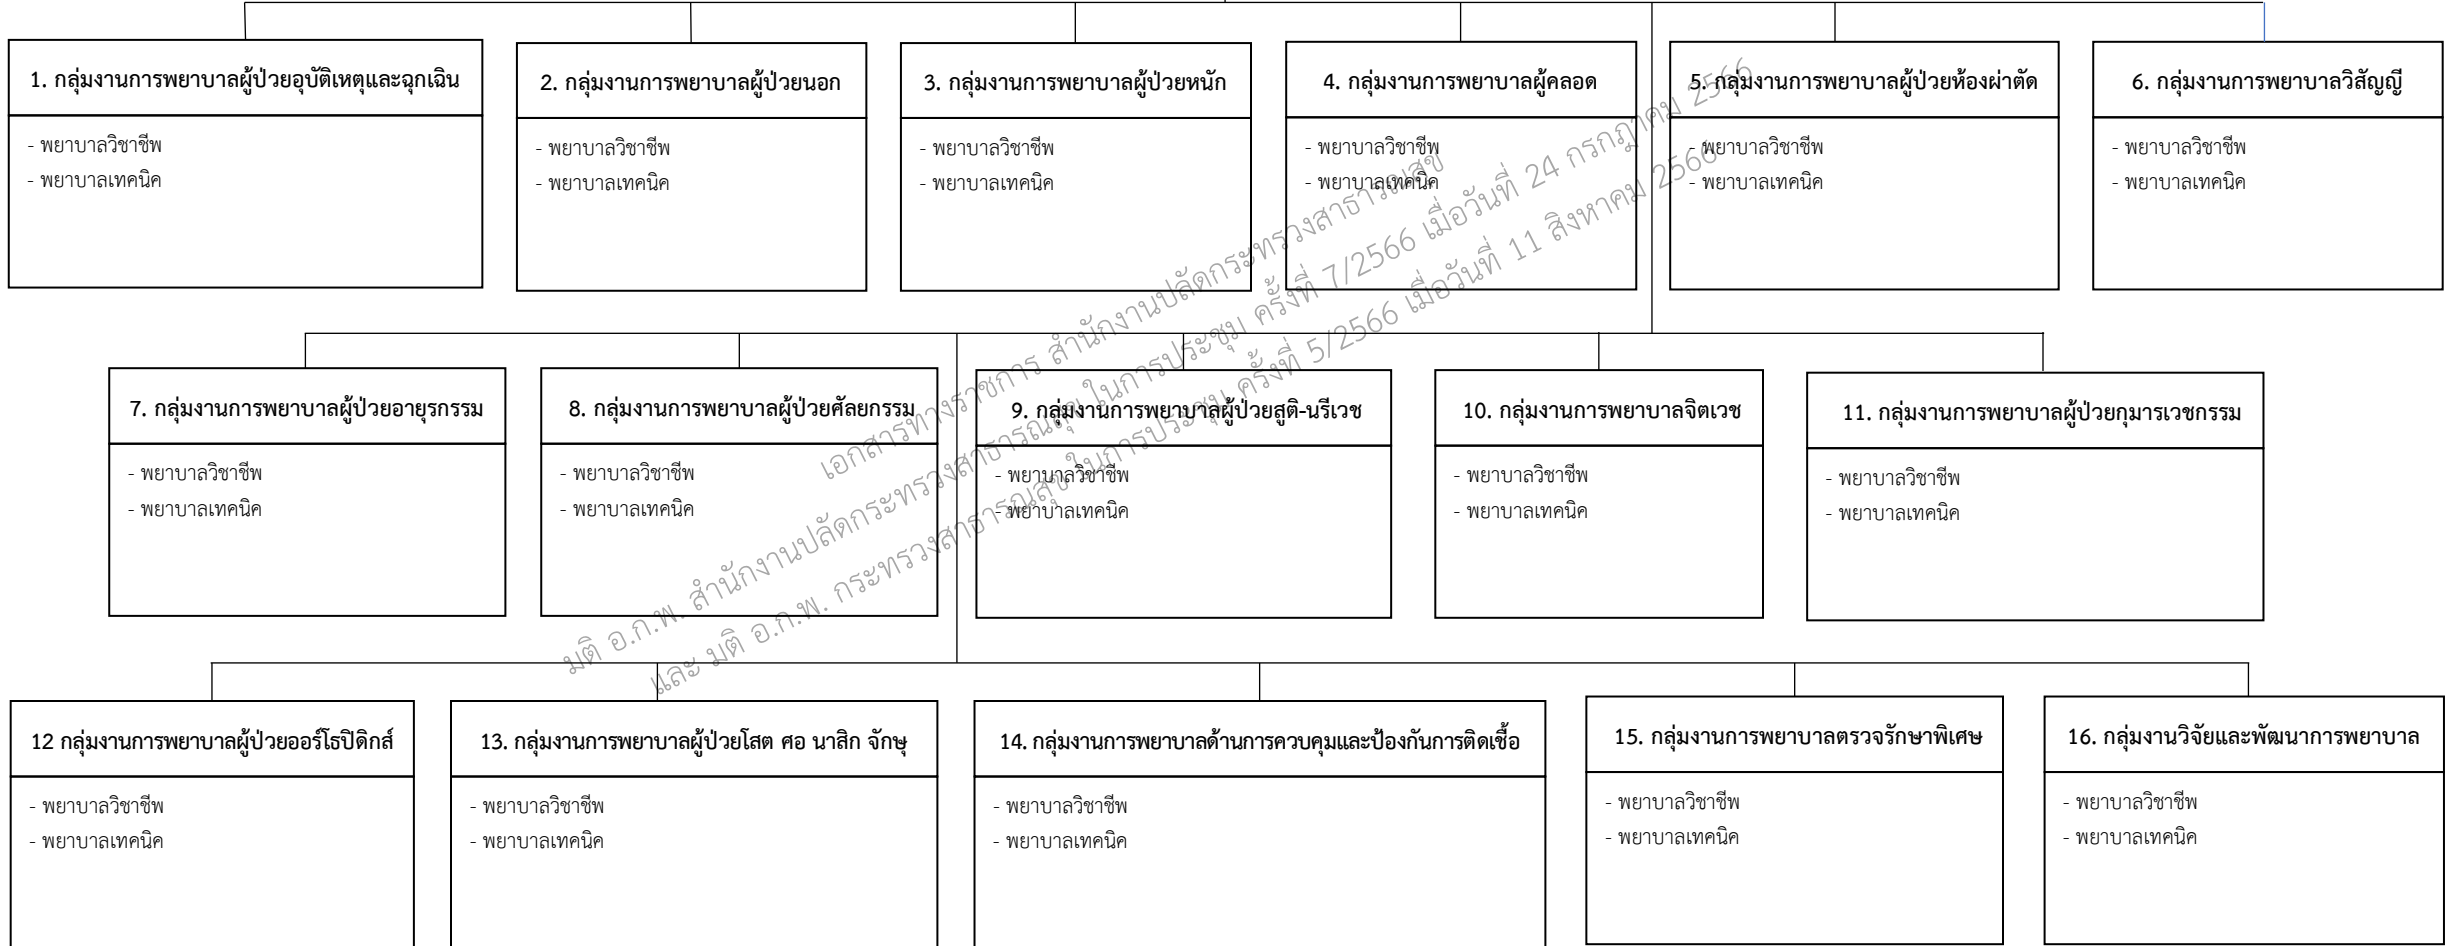 1. กลุ่มงานการพยาบาลผู้ป่วยอุบัติเหตุและฉุกเฉิน
- พยาบาลวิชาชีพ
- พยาบาลเทคนิค
2. กลุ่มงานการพยาบาลผู้ป่วยนอก
- พยาบาลวิชาชีพ
- พยาบาลเทคนิค
3. กลุ่มงานการพยาบาลผู้ป่วยหนัก
- พยาบาลวิชาชีพ
- พยาบาลเทคนิค
4. กลุ่มงานการพยาบาลผู้คลอด
- พยาบาลวิชาชีพ
- พยาบาลเทคนิค
5. กลุ่มงานการพยาบาลผู้ป่วยห้องผ่าตัด
- พยาบาลวิชาชีพ
- พยาบาลเทคนิค
6. กลุ่มงานการพยาบาลวิสัญญี
- พยาบาลวิชาชีพ
- พยาบาลเทคนิค
7. กลุ่มงานการพยาบาลผู้ป่วยอายุรกรรม
- พยาบาลวิชาชีพ
- พยาบาลเทคนิค
8. กลุ่มงานการพยาบาลผู้ป่วยศัลยกรรม
- พยาบาลวิชาชีพ
- พยาบาลเทคนิค
9. กลุ่มงานการพยาบาลผู้ป่วยสูติ-นรีเวช
- พยาบาลวิชาชีพ
- พยาบาลเทคนิค
10. กลุ่มงานการพยาบาลจิตเวช
- พยาบาลวิชาชีพ
- พยาบาลเทคนิค
11. กลุ่มงานการพยาบาลผู้ป่วยกุมารเวชกรรม
- พยาบาลวิชาชีพ
- พยาบาลเทคนิค
12 กลุ่มงานการพยาบาลผู้ป่วยออร์โธปิดิกส์
- พยาบาลวิชาชีพ
- พยาบาลเทคนิค
13. กลุ่มงานการพยาบาลผู้ป่วยโสต ศอ นาสิก จักษุ
- พยาบาลวิชาชีพ
- พยาบาลเทคนิค
14. กลุ่มงานการพยาบาลด้านการควบคุมและป้องกันการติดเชื้อ
- พยาบาลวิชาชีพ
- พยาบาลเทคนิค
15. กลุ่มงานการพยาบาลตรวจรักษาพิเศษ
- พยาบาลวิชาชีพ
- พยาบาลเทคนิค
16. กลุ่มงานวิจัยและพัฒนาการพยาบาล
- พยาบาลวิชาชีพ
- พยาบาลเทคนิค
เอกสารทางราชการ สำนักงานปลัดกระทรวงสาธารณสุข
มติ อ.ก.พ. สำนักงานปลัดกระทรวงสาธารณสุข ในการประชุม ครั้งที่ 7/2566 เมื่อวันที่ 24 กรกฎาคม 2566
และ มติ อ.ก.พ. กระทรวงสาธารณสุข ในการประชุม ครั้งที่ 5/2566 เมื่อวันที่ 11 สิงหาคม 2566